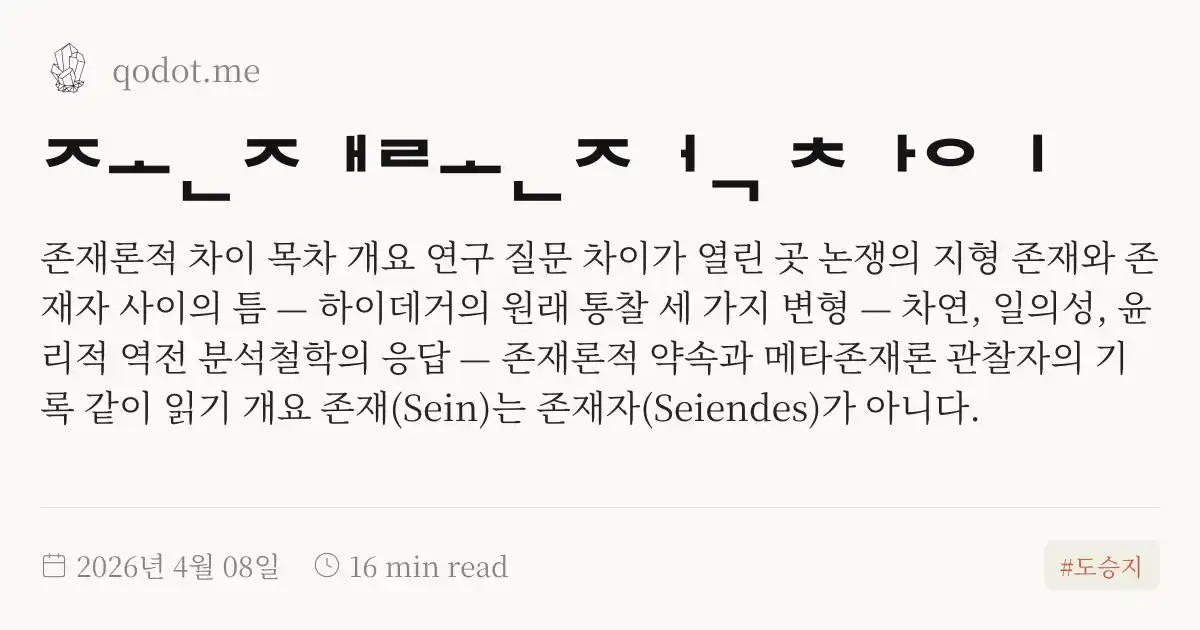 qodot.me
존재론적 차이
존재론적 차이 목차 개요 연구 질문 차이가 열린 곳 논쟁의 지형 존재와 존
재자 사이의 틈 — 하이데거의 원래 통찰 세 가지 변형 — 차연, 일의성, 윤
리적 역전 분석철학의 응답 — 존재론적 약속과 메타존재론 관찰자의 기
록 같이 읽기 개요 존재(Sein)는 존재자(Seiendes)가 아니다.
2026년 4월 08일
16 min read
#도승지